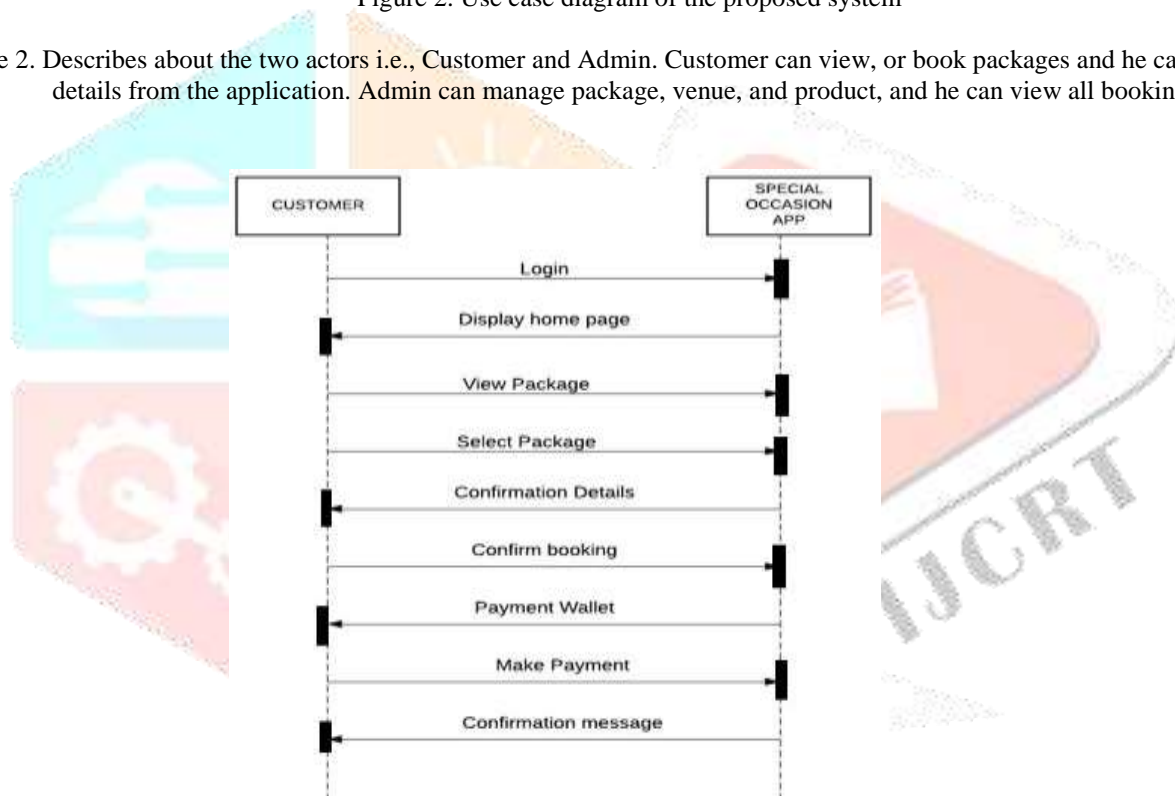 Figure 2. Use case diagram of the proposed system
e 2. Describes about the two actors i.e., Customer and Admin. Customer can view, or book packages and he ca
details from the application. Admin can manage package, venue, and product, and he can view all bookin
CUSTOMER
SPECIAL
OCCASION
APP
Login
Display home page
View Package
Select Package
Confirmation Details
Confirm booking
Payment Wallet
Make Payment
Confirmation message
IJCRT